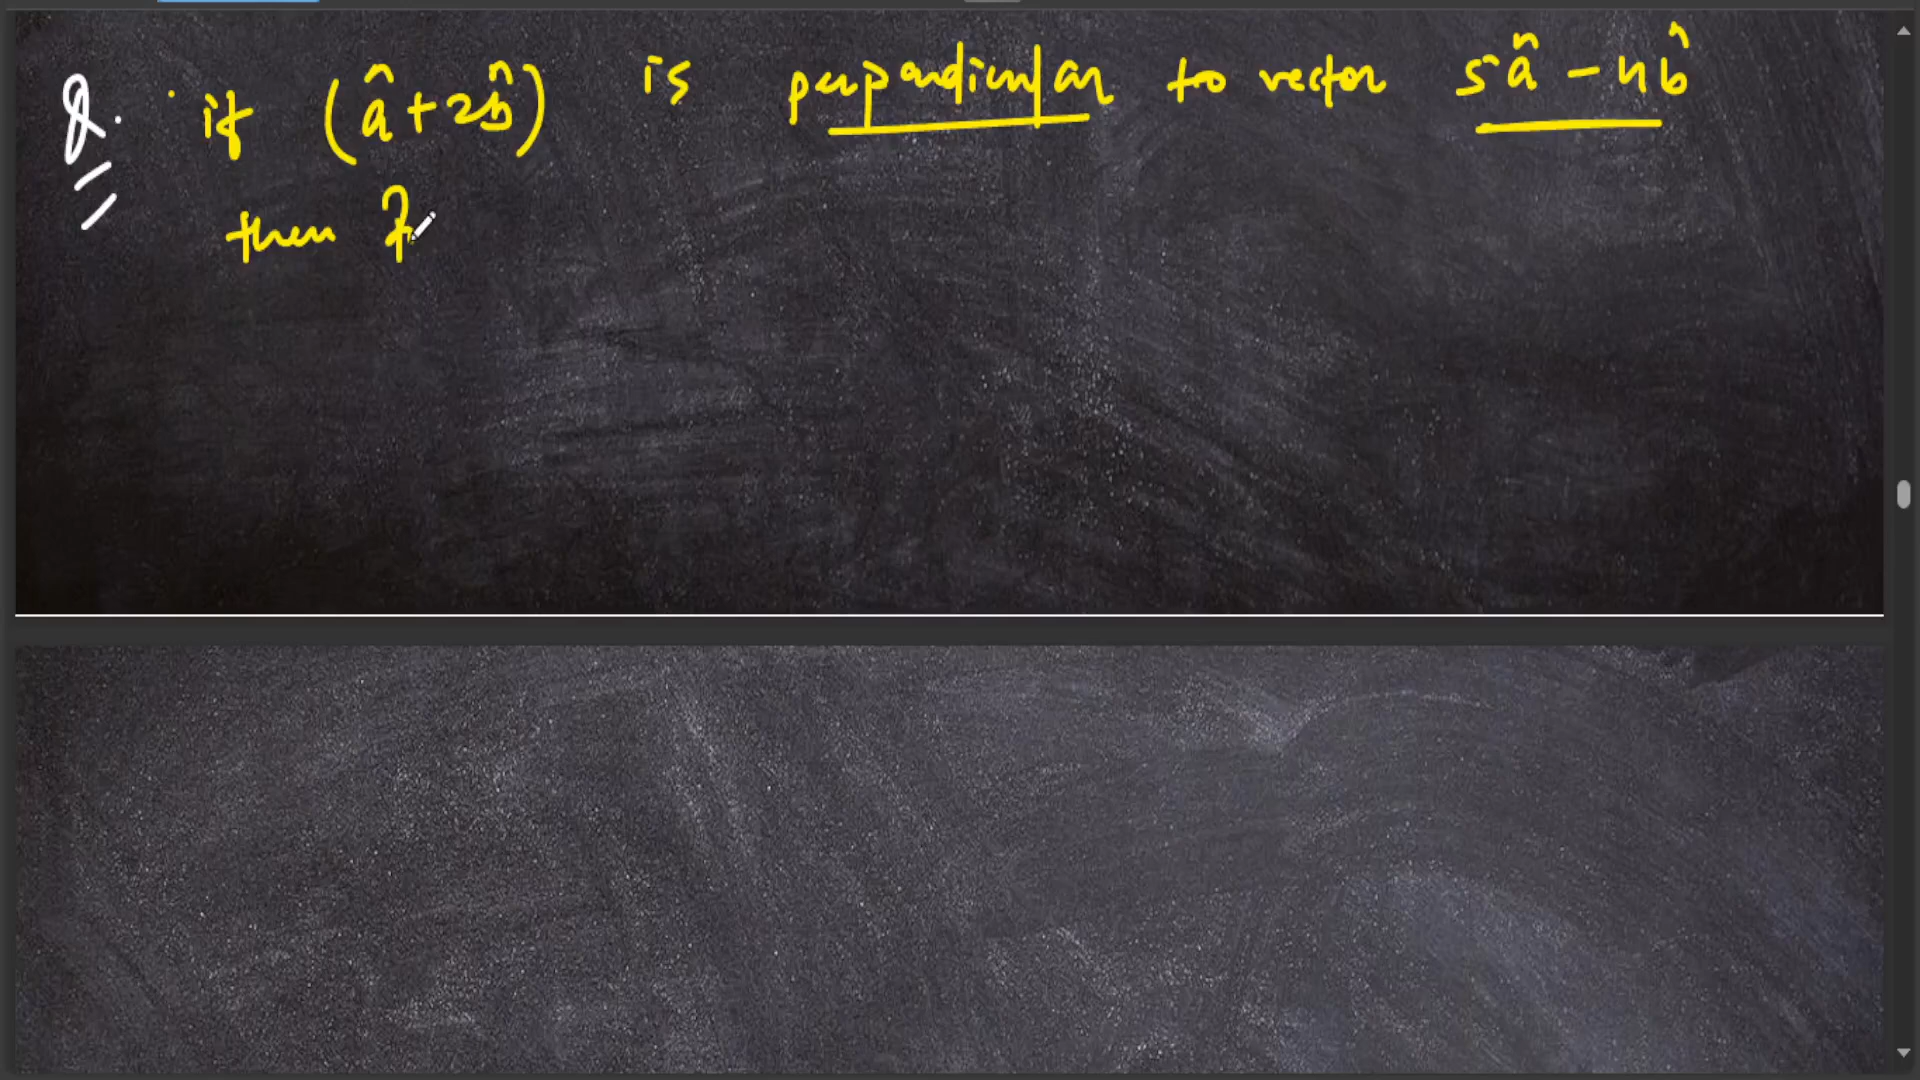 Q. if (â + 2b̂) is perpendicular to vector 5â - 4b̂
then f